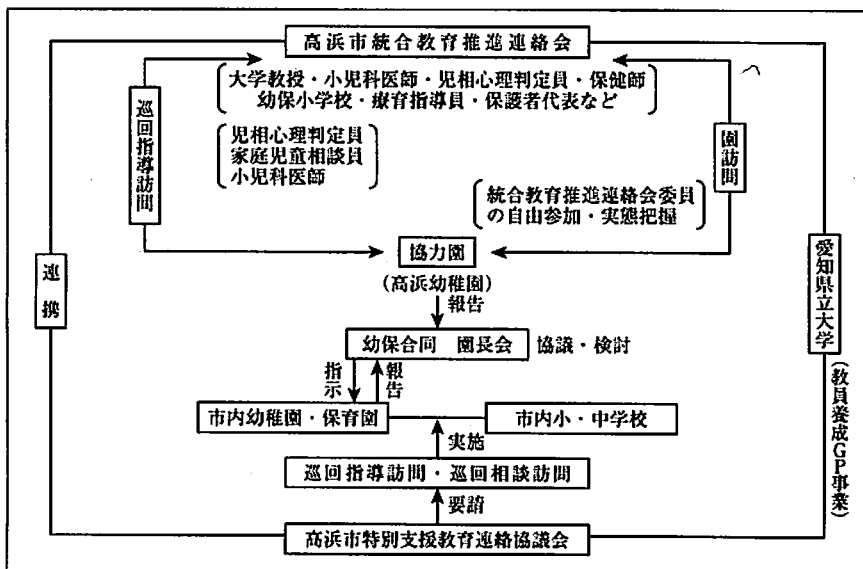 高浜市統合教育推進連絡会
大学教授・小児科医師・児相心理判定員・保健師
幼保小学校・療育指導員・保護者代表など
巡回指導訪問
児相心理判定員
家庭児童相談員
小児科医師
園訪問
統合教育推進連絡会委員
の自由参加・実態把握
協力園
(高浜幼稚園)
報告
連携
愛知県立大学
(教員養成GP事業)
幼保合同 園長会
協議・検討
指示
報告
市内幼稚園・保育園
市内小・中学校
実施
巡回指導訪問・巡回相談訪問
要請
高浜市特別支援教育連絡協議会